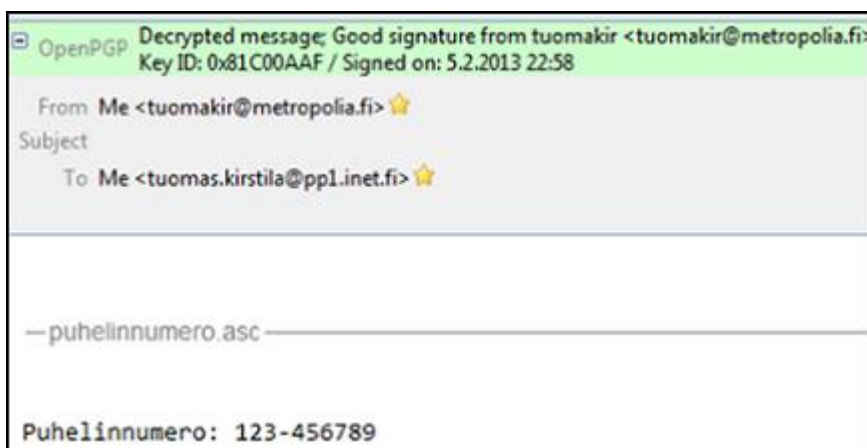 OpenPGP Decrypted message; Good signature from tuomakir <tuomakir@metropolia.fi>
Key ID: 0x81C00AAF / Signed on: 5.2.2013 22:58
From Me <tuomakir@metropolia.fi>
Subject
To Me <tuomas.kirstila@pp1.inet.fi>
puhelinnumero.asc
Puhelinnumero: 123-456789